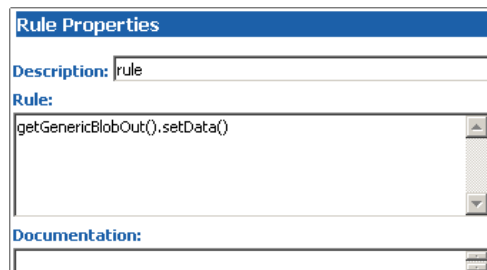 Rule Properties
Description: rule
Rule:
getGenericBlobOut().setData()
Documentation: